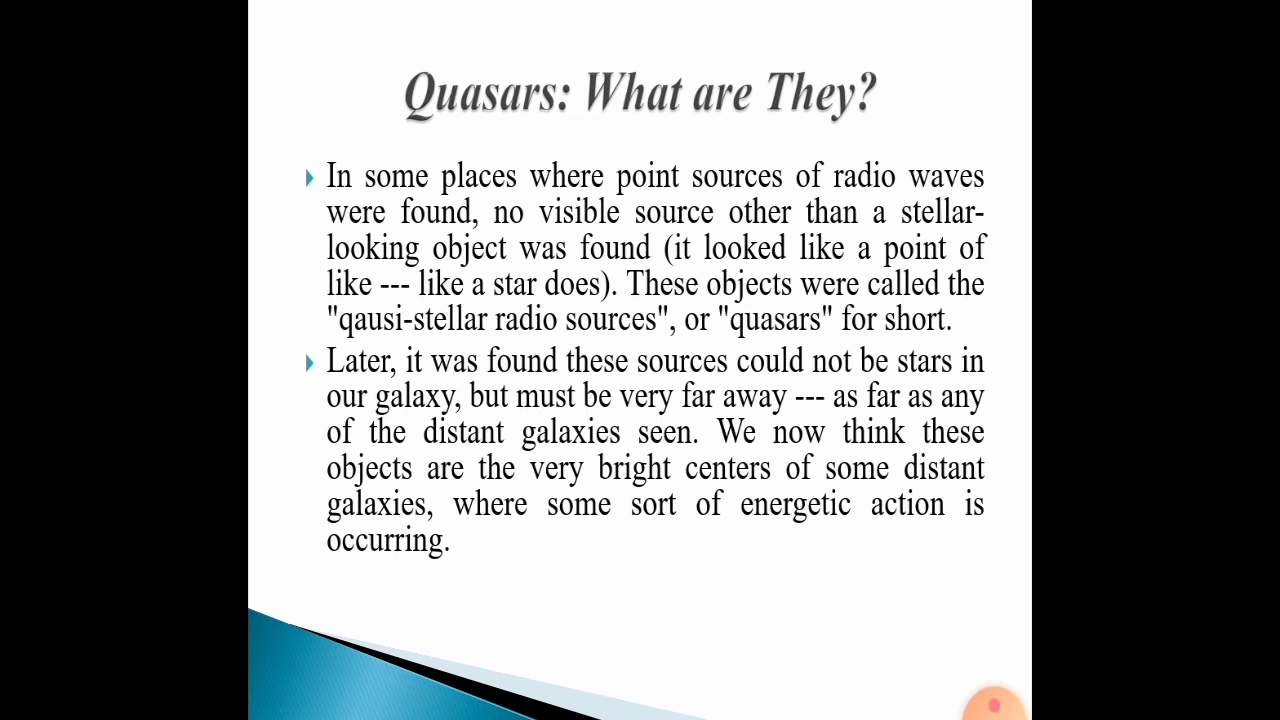 Quasars: What are They?
In some places where point sources of radio waves
were found, no visible source other than a stellar-
looking object was found (it looked like a point of
like --- like a star does). These objects were called the
"qausi-stellar radio sources", or "quasars" for short.
Later, it was found these sources could not be stars in
our galaxy, but must be very far away --- as far as any
of the distant galaxies seen. We now think these
objects are the very bright centers of some distant
galaxies, where some sort of energetic action is
occurring.